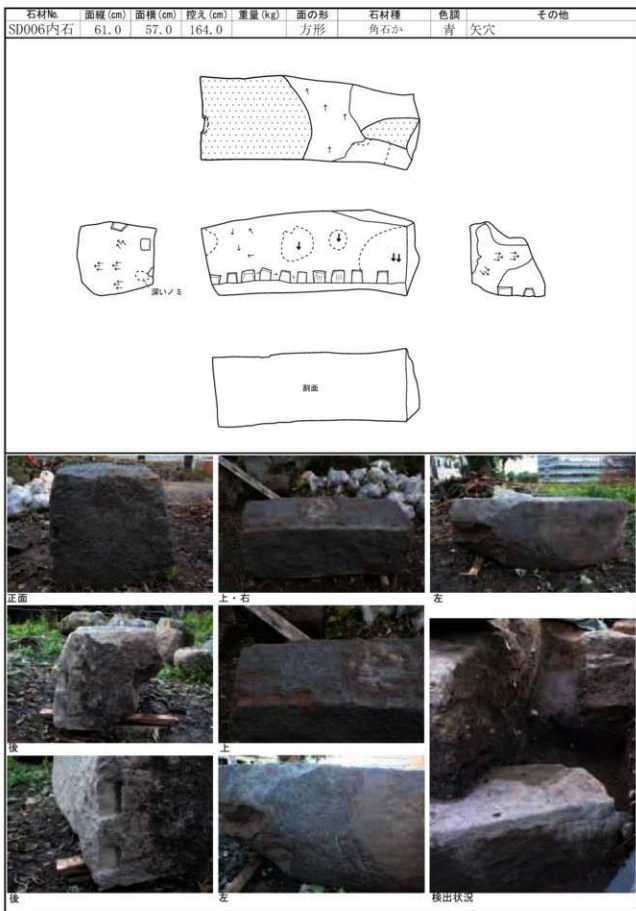 石材No. 面縦(cm) 面横(cm) 控え(cm) 重量(kg) 面の形 石材種 色調 その他
SD006内石 61.0 57.0 164.0 方形 角石か 青 矢穴
深いノミ
割面
正面 上・右 左
後 上
後 左 検出状況